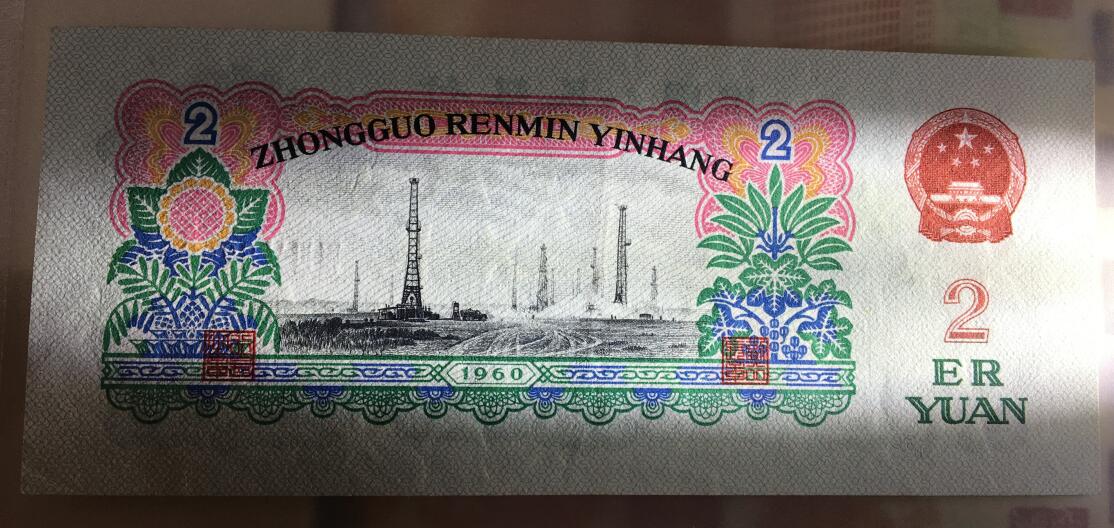 2
2
ZHONGGUO RENMIN YINHANG
1960
2
ER
YUAN